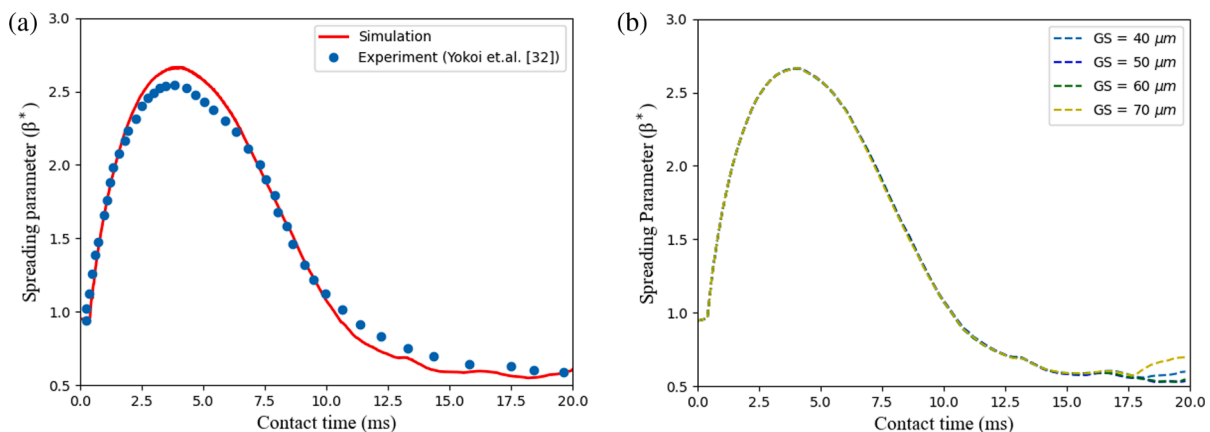 (a)
3.0
2.5
2.0
1.5
1.0
0.5
Spreading parameter (β*)
Simulation
Experiment (Yokoi et.al. [32])
0.0 2.5 5.0 7.5 10.0 12.5 15.0 17.5 20.0
Contact time (ms)
(b)
3.0
2.5
2.0
1.5
1.0
0.5
Spreading Parameter (β*)
GS = 40 μm
GS = 50 μm
GS = 60 μm
GS = 70 μm
0.0 2.5 5.0 7.5 10.0 12.5 15.0 17.5 20.0
Contact time (ms)